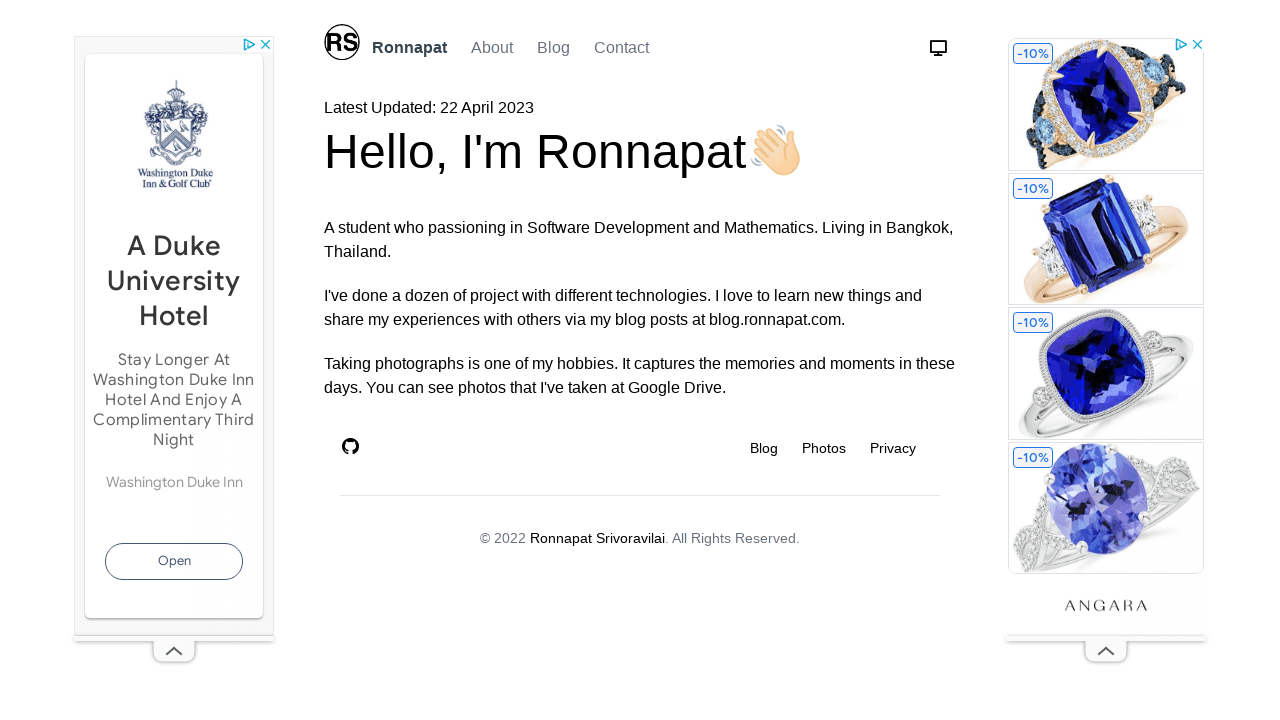 RS
Ronnapat
About
Blog
Contact
Latest Updated: 22 April 2023
Hello, I'm Ronnapat👋🏻
A student who passioning in Software Development and Mathematics. Living in Bangkok,
Thailand.
I've done a dozen of project with different technologies. I love to learn new things and
share my experiences with others via my blog posts at blog.ronnapat.com.
Taking photographs is one of my hobbies. It captures the memories and moments in these
days. You can see photos that I've taken at Google Drive.
Blog
Photos
Privacy
© 2022 Ronnapat Srivoravilai. All Rights Reserved.
Washington Duke
Inn & Golf Club
A Duke
University
Hotel
Stay Longer At
Washington Duke Inn
Hotel And Enjoy A
Complimentary Third
Night
Washington Duke Inn
Open
-10%
-10%
-10%
-10%
ANGARA